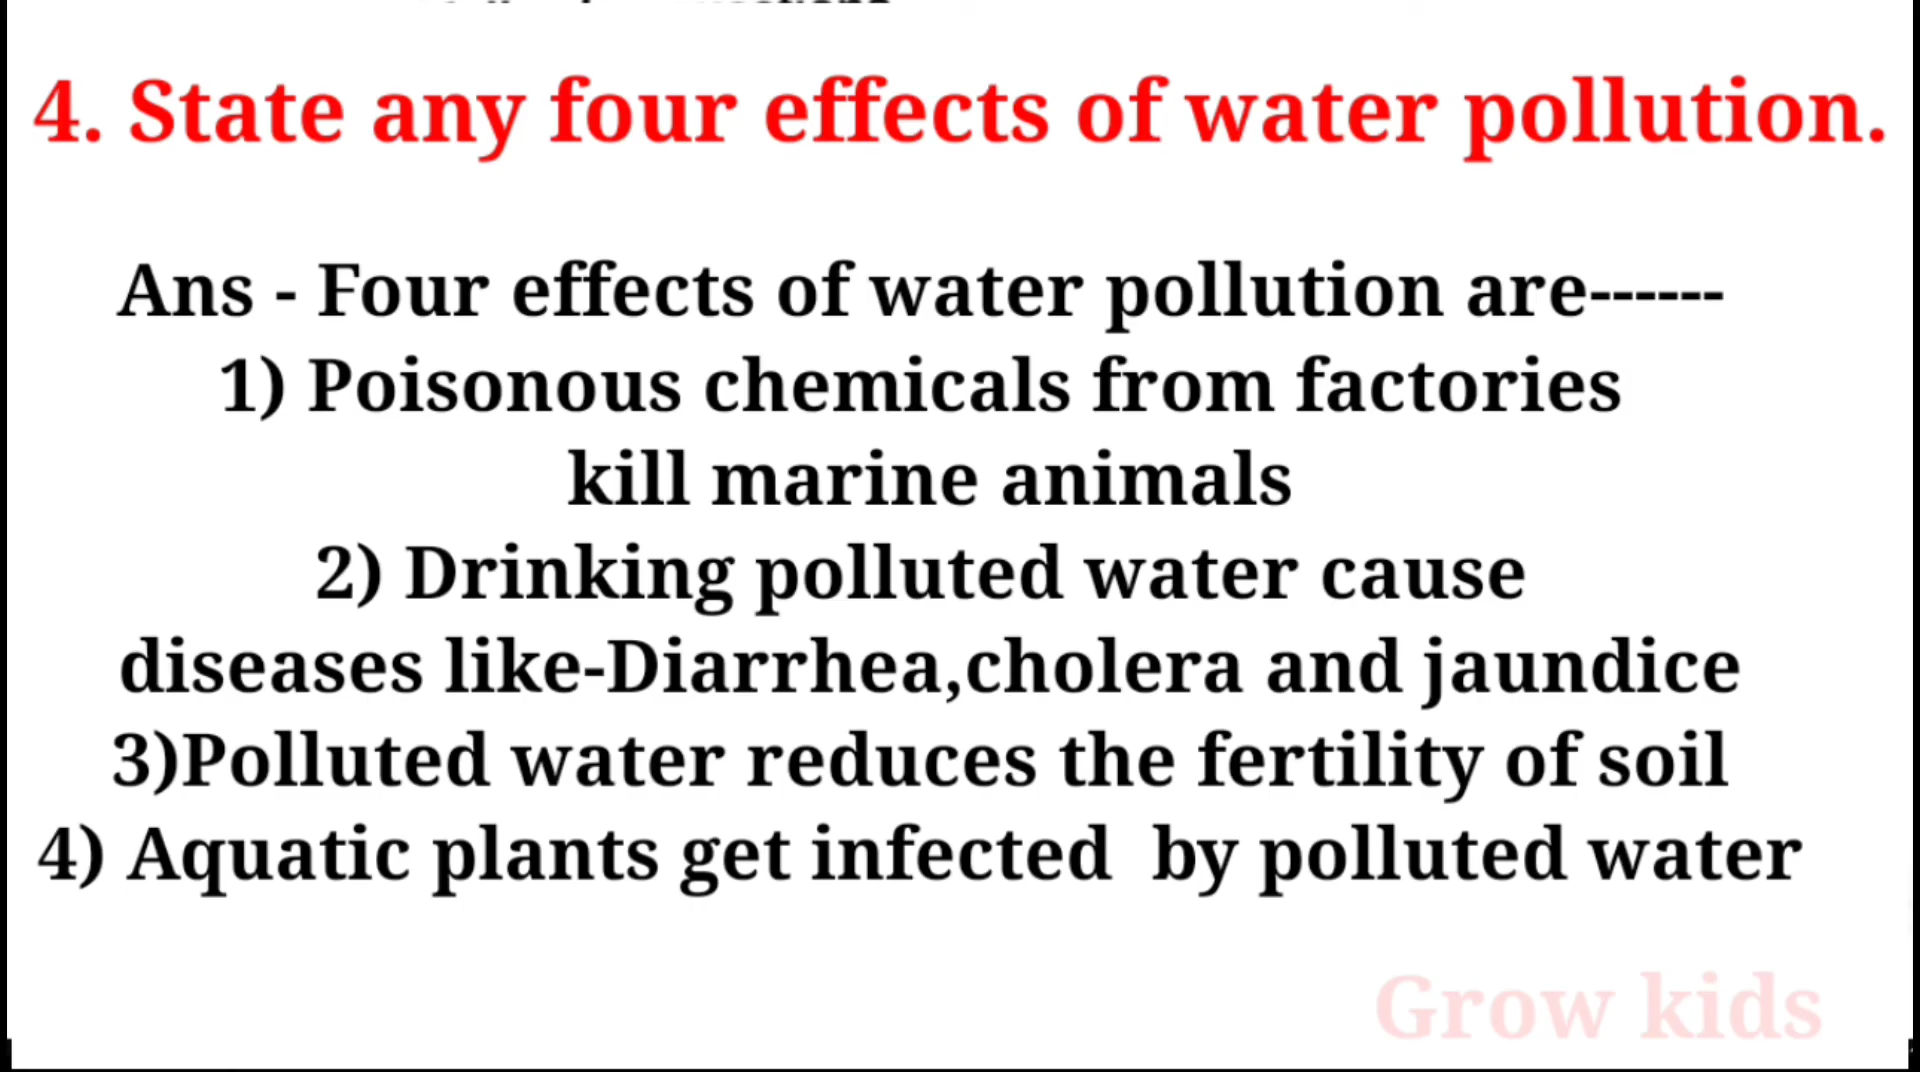 4. State any four effects of water pollution.
Ans - Four effects of water pollution are------
1) Poisonous chemicals from factories
kill marine animals
2) Drinking polluted water cause
diseases like-Diarrhea,cholera and jaundice
3)Polluted water reduces the fertility of soil
4) Aquatic plants get infected  by polluted water
Grow kids